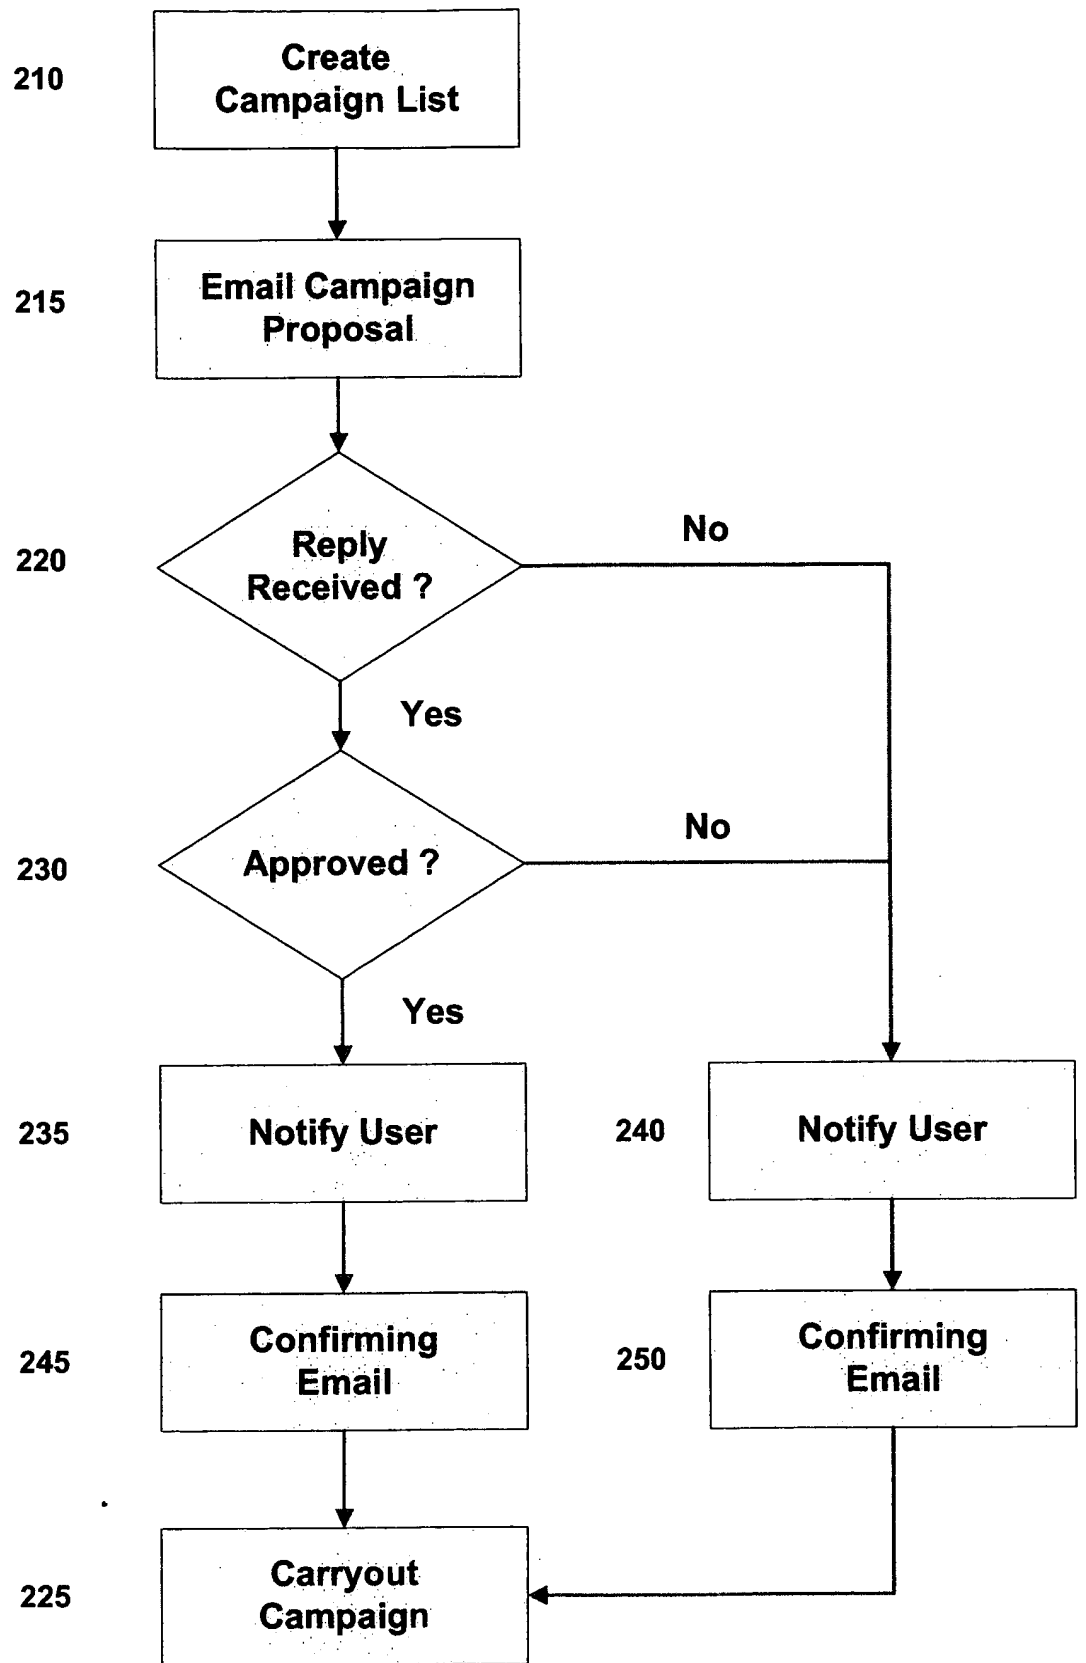 210
Create
Campaign List
215
Email Campaign
Proposal
220
Reply
Received ?
No
Yes
230
Approved ?
No
Yes
235
Notify User
240
Notify User
245
Confirming
Email
250
Confirming
Email
225
Carryout
Campaign